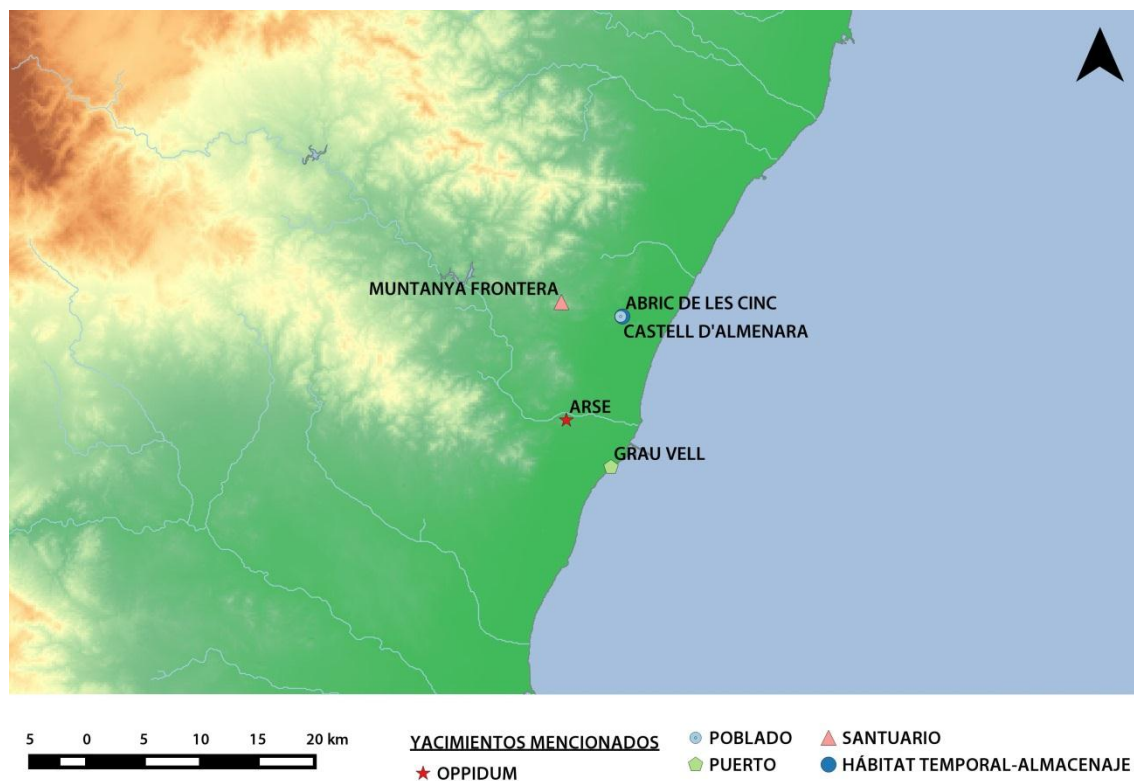 MUNTANYA FRONTERA
ABRIC DE LES CINC
CASTELL D'ALMENARA
ARSE
GRAU VELL
5 0 5 10 15 20 km
YACIMIENTOS MENCIONADOS
OPPIDUM
POBLADO
PUERTO
SANTUARIO
HÁBITAT TEMPORAL-ALMACENAJE